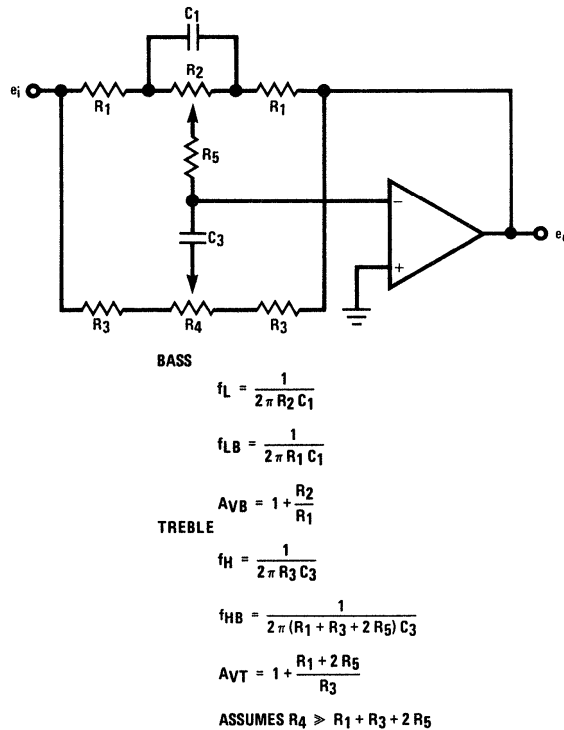 C1
R2
ei
R1
R1
R5
C3
−
+
e
R3
R4
R3
BASS
fL = 1 / 2π R2 C1
fLB = 1 / 2π R1 C1
AVB = 1 + R2 / R1
TREBLE
fH = 1 / 2π R3 C3
fHB = 1 / 2π (R1 + R3 + 2 R5) C3
AVT = 1 + R1 + 2 R5 / R3
ASSUMES R4 ≫ R1 + R3 + 2 R5